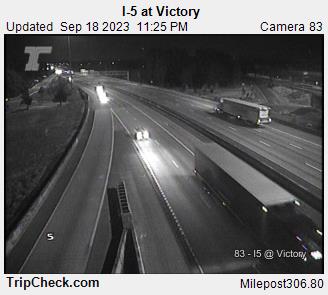 I-5 at Victory
Updated  Sep 18 2023  11:25 PM
Camera 83
S
83 - I5 @ Victory
TripCheck.com
Milepost306.80